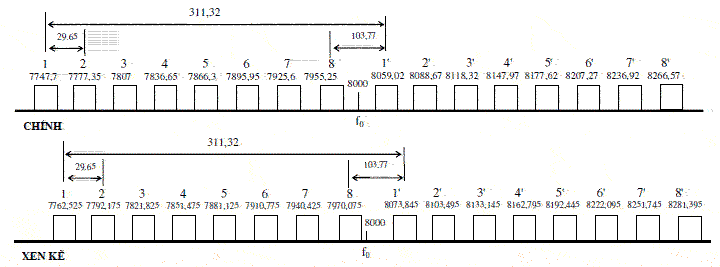 311,32
29.65
103,77
1 2 3 4 5 6 7 8 1' 2' 3' 4' 5' 6' 7' 8'
7747,7 7777,35 7807 7836,65 7866,3 7895,95 7925,6 7955,25 8000 8059,02 8088,67 8118,32 8147,97 8177,62 8207,27 8236,92 8266,57
CHÍNH
f0
311,32
29,65
103,77
1 2 3 4 5 6 7 8 1' 2' 3' 4' 5' 6' 7' 8'
7762,525 7792,175 7821,825 7851,475 7881,125 7910,775 7940,425 7970,075 8000 8073,845 8103,495 8133,145 8162,795 8192,445 8222,095 8251,745 8281,395
XEN KẼ
f0